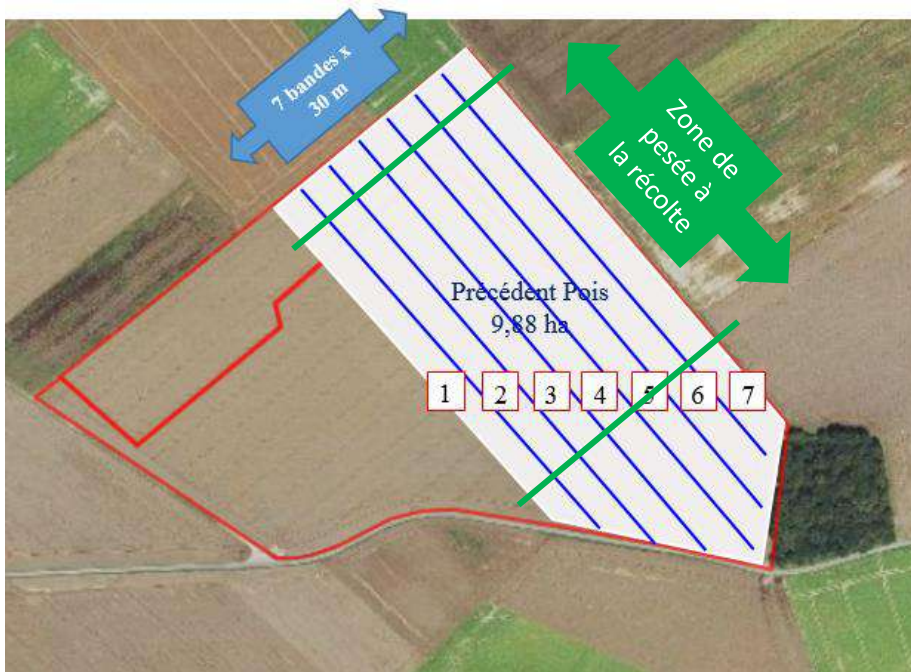 7 bandes x
30 m
Zone de
pesée à
la récolte
Précédent Pois
9,88 ha
1 2 3 4 5 6 7